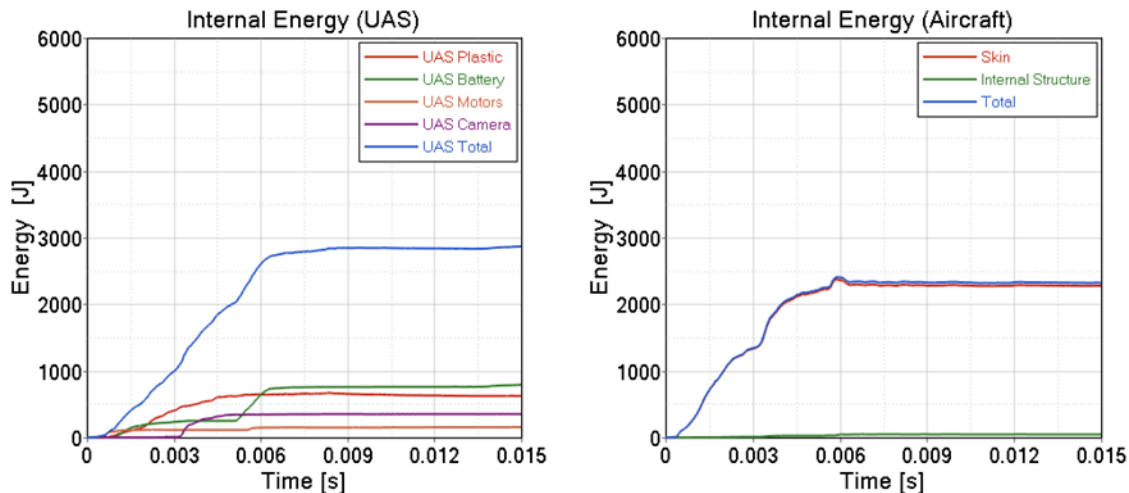 Internal Energy (UAS)
6000
5000
4000
3000
2000
1000
0
Energy [J]
UAS Plastic
UAS Battery
UAS Motors
UAS Camera
UAS Total
0 0.003 0.006 0.009 0.012 0.015
Time [s]
Internal Energy (Aircraft)
6000
5000
4000
3000
2000
1000
0
Energy [J]
Skin
Internal Structure
Total
0 0.003 0.006 0.009 0.012 0.015
Time [s]